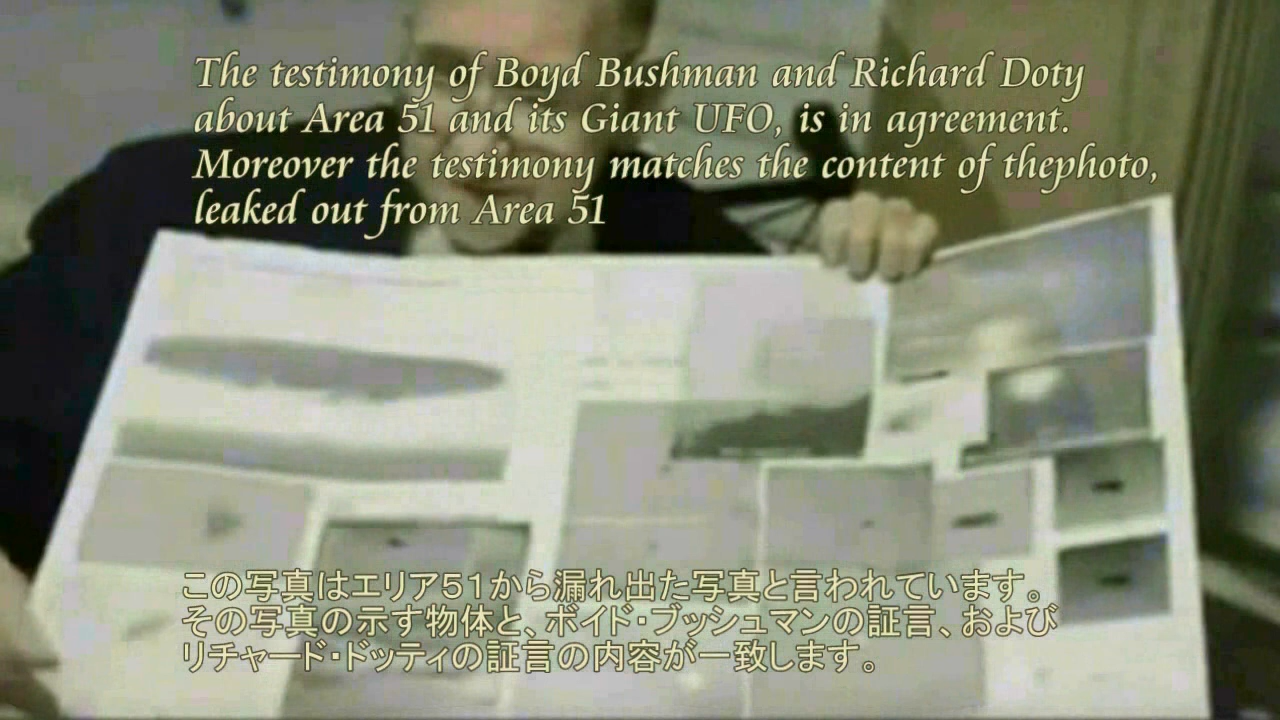 The testimony of Boyd Bushman and Richard Doty
about Area 51 and its Giant UFO, is in agreement.
Moreover the testimony matches the content of thephoto,
leaked out from Area 51
この写真はエリア５１から漏れ出た写真と言われています。
その写真の示す物体と、ボイド・ブッシュマンの証言、および
リチャード・ドッティの証言の内容が一致します。